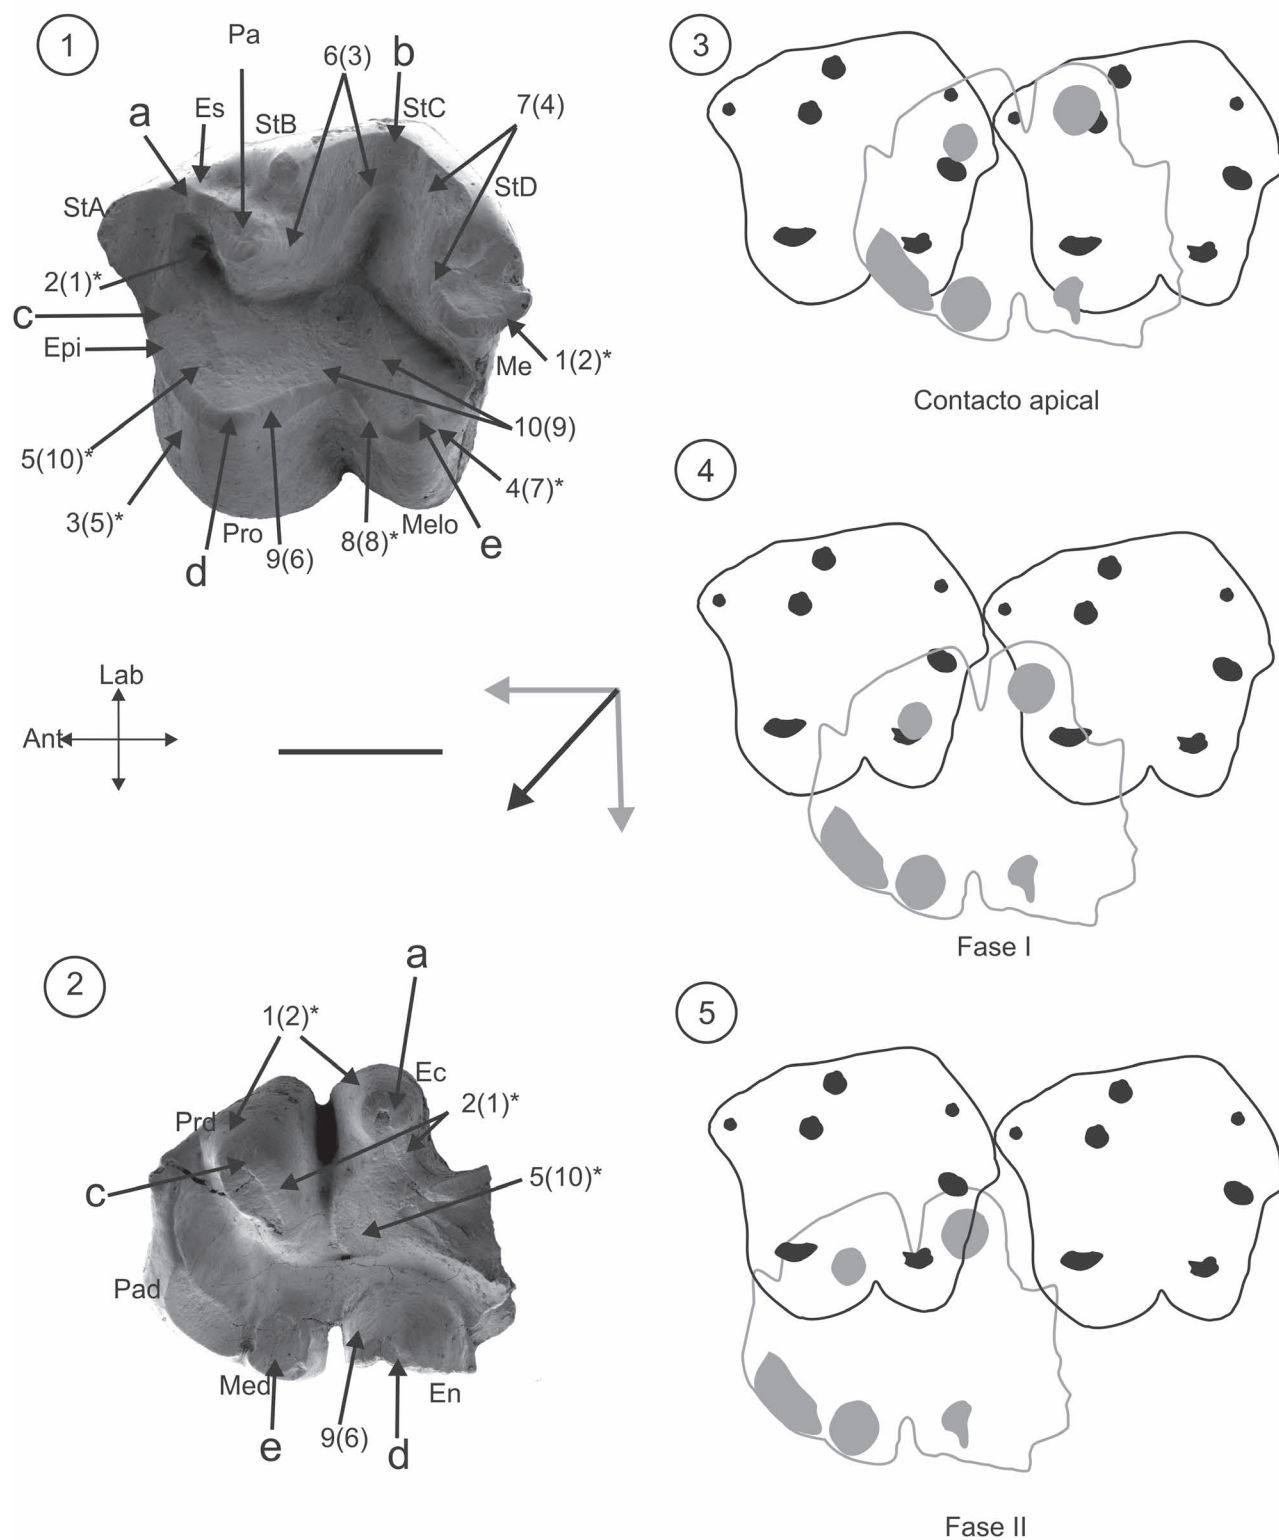 1
Pa
6(3)
b
a
Es
StB
StC
7(4)
StA
StD
2(1)*
c
Epi
Me
1(2)*
5(10)*
10(9)
3(5)*
4(7)*
Pro
9(6)
8(8)*
Melo
d
e
Lab
Ant
2
a
1(2)*
Ec
Prd
2(1)*
c
5(10)*
Pad
Med
En
e
9(6)
d
3
Contacto apical
4
Fase I
5
Fase II